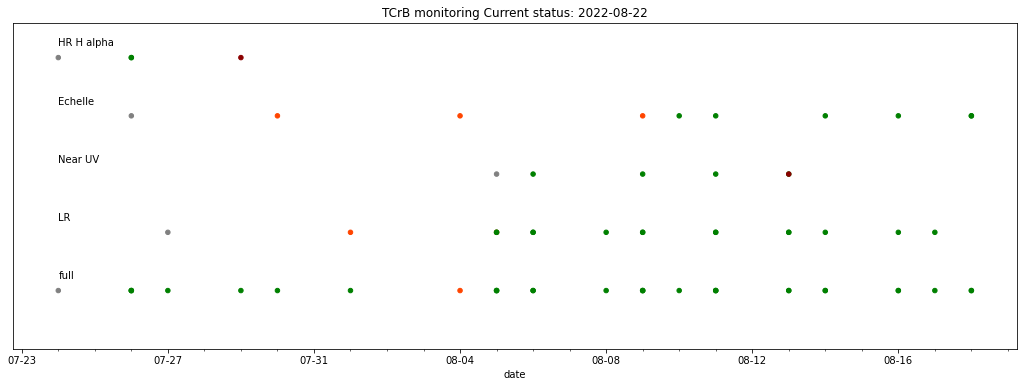 TCrB monitoring Current status: 2022-08-22
HR H alpha
Echelle
Near UV
LR
full
07-23 07-27 07-31 08-04 08-08 08-12 08-16
date